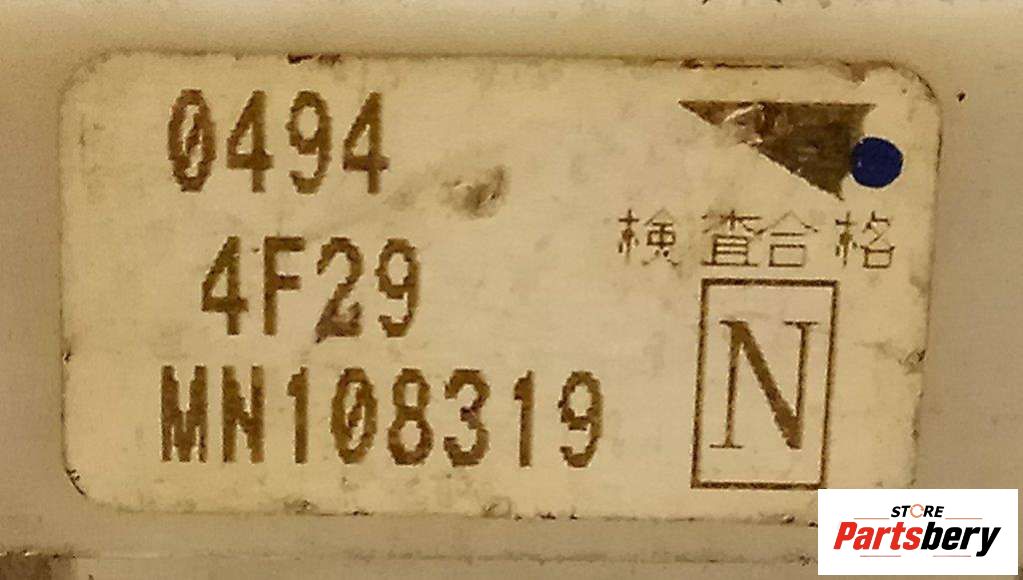 0494
検査合格
4F29
N
MN108319
STORE
Partsbery